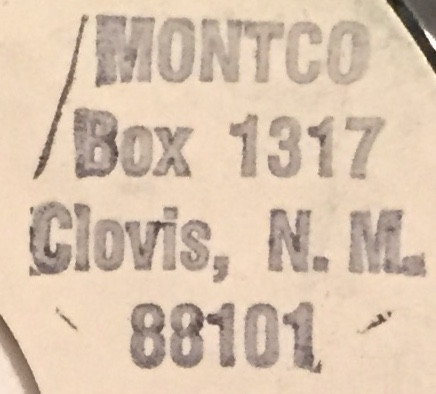 MONTCO
Box 1317
Clovis, N. M.
88101